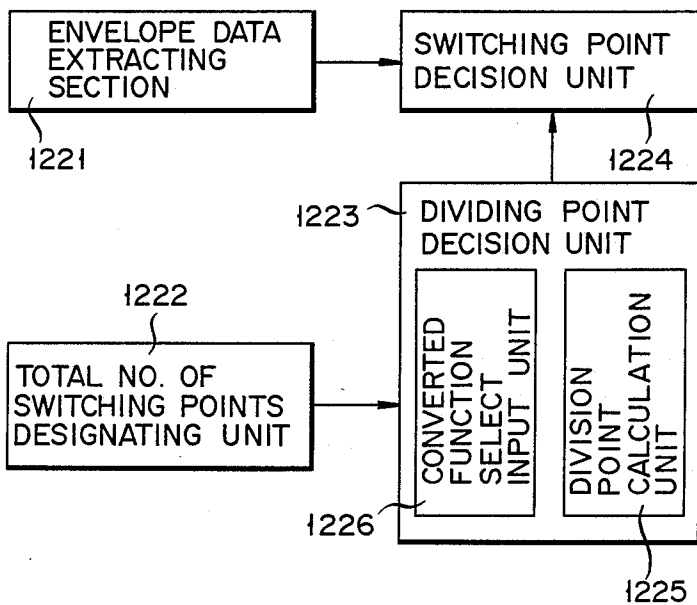 ENVELOPE DATA
EXTRACTING
SECTION
1221
SWITCHING POINT
DECISION UNIT
1224
1223
DIVIDING POINT
DECISION UNIT
1222
TOTAL NO. OF
SWITCHING POINTS
DESIGNATING UNIT
CONVERTED
FUNCTION
SELECT
INPUT UNIT
1226
DIVISION
POINT
CALCULATION
UNIT
1225